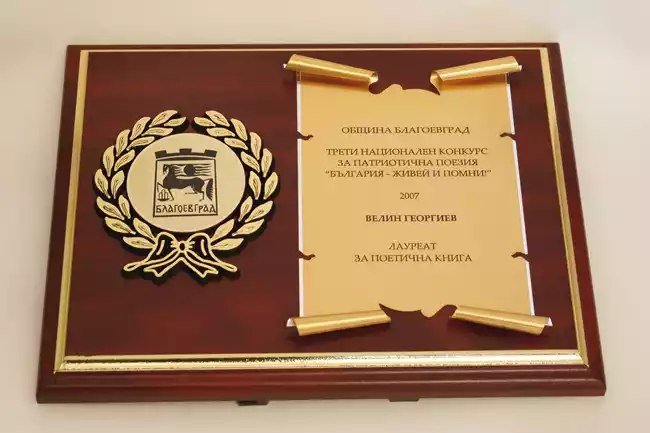 БЛАГОЕВГРАД
ОБЩИНА БЛАГОЕВГРАД
ТРЕТИ НАЦИОНАЛЕН КОНКУРС
ЗА ПАТРИОТИЧНА ПОЕЗИЯ
"БЪЛГАРИЯ - ЖИВЕЙ И ПОМНИ!"
2007
ВЕЛИН ГЕОРГИЕВ
ЛАУРЕАТ
ЗА ПОЕТИЧНА КНИГА